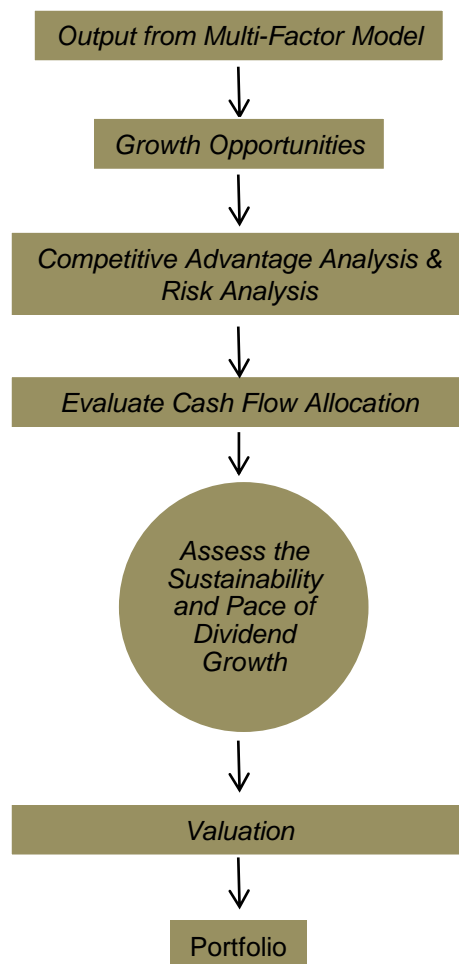 Output from Multi-Factor Model
Growth Opportunities
Competitive Advantage Analysis &
Risk Analysis
Evaluate Cash Flow Allocation
Assess the
Sustainability
and Pace of
Dividend
Growth
Valuation
Portfolio